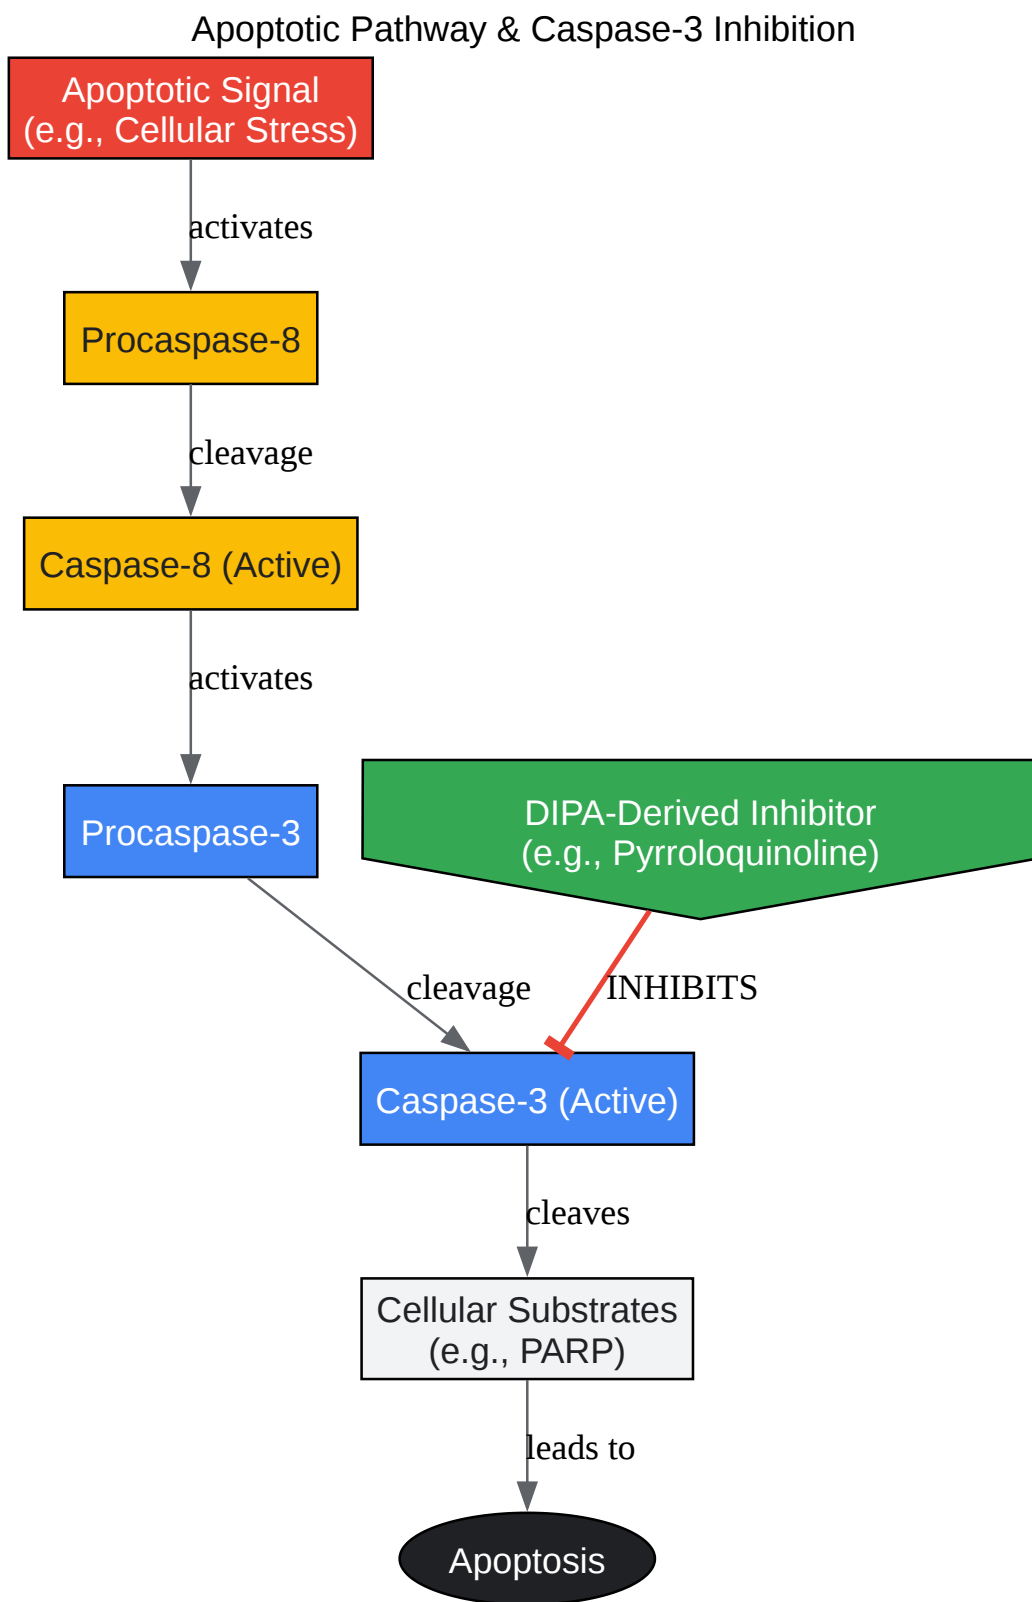 Apoptotic Pathway & Caspase-3 Inhibition
Apoptotic Signal
(e.g., Cellular Stress)
activates
Procaspase-8
cleavage
Caspase-8 (Active)
activates
Procaspase-3
DIPA-Derived Inhibitor
(e.g., Pyrroloquinoline)
cleavage
INHIBITS
Caspase-3 (Active)
cleaves
Cellular Substrates
(e.g., PARP)
leads to
Apoptosis